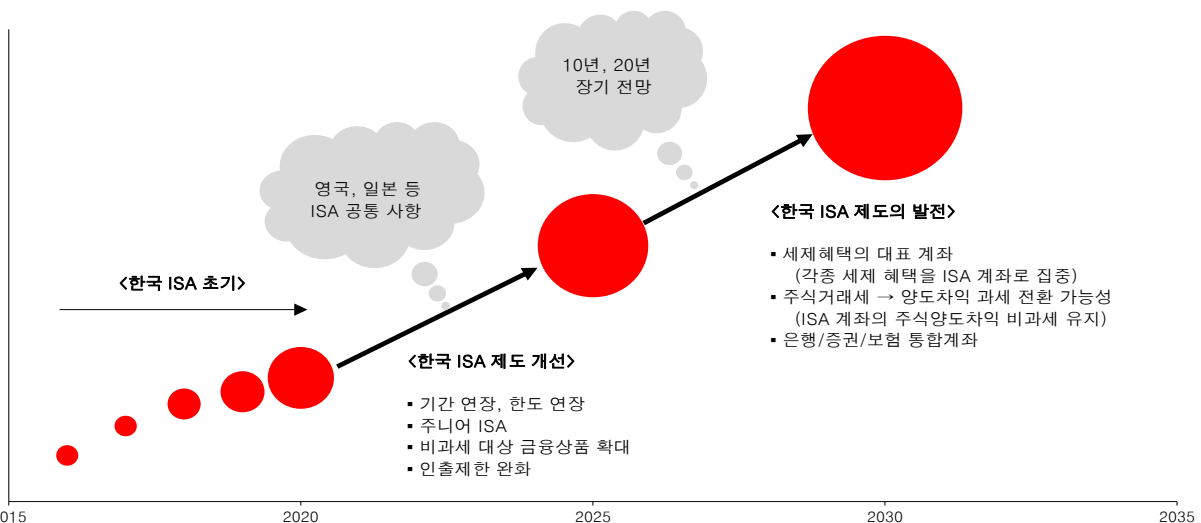 10년, 20년
장기 전망
영국, 일본 등
ISA 공통 사항
<한국 ISA 초기>
<한국 ISA 제도 개선>
▪ 기간 연장, 한도 연장
▪ 주니어 ISA
▪ 비과세 대상 금융상품 확대
▪ 인출제한 완화
<한국 ISA 제도의 발전>
▪ 세제혜택의 대표 계좌
(각종 세제 혜택을 ISA 계좌로 집중)
▪ 주식거래세 → 양도차익 과세 전환 가능성
(ISA 계좌의 주식양도차익 비과세 유지)
▪ 은행/증권/보험 통합계좌
015 2020 2025 2030 2035